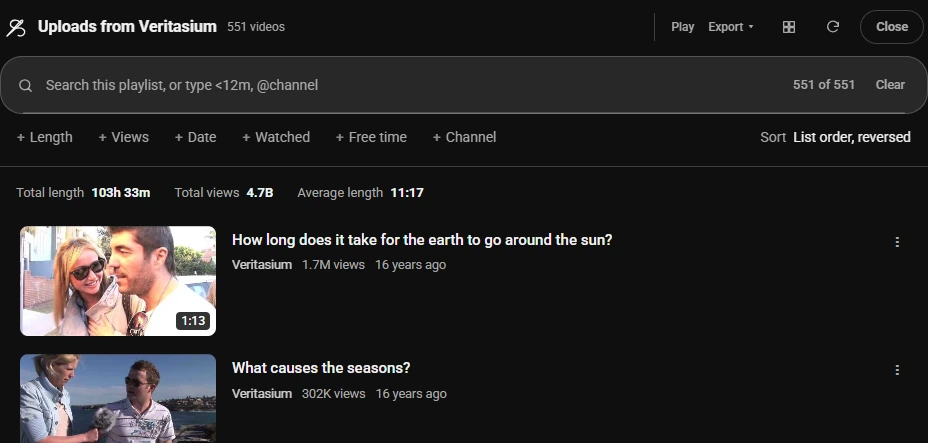 Uploads from Veritasium 551 videos Play Export Close
Search this playlist, or type <12m, @channel 551 of 551 Clear
+ Length + Views + Date + Watched + Free time + Channel Sort List order, reversed
Total length 103h 33m Total views 4.7B Average length 11:17
How long does it take for the earth to go around the sun?
Veritasium 1.7M views 16 years ago
1:13
What causes the seasons?
Veritasium 302K views 16 years ago